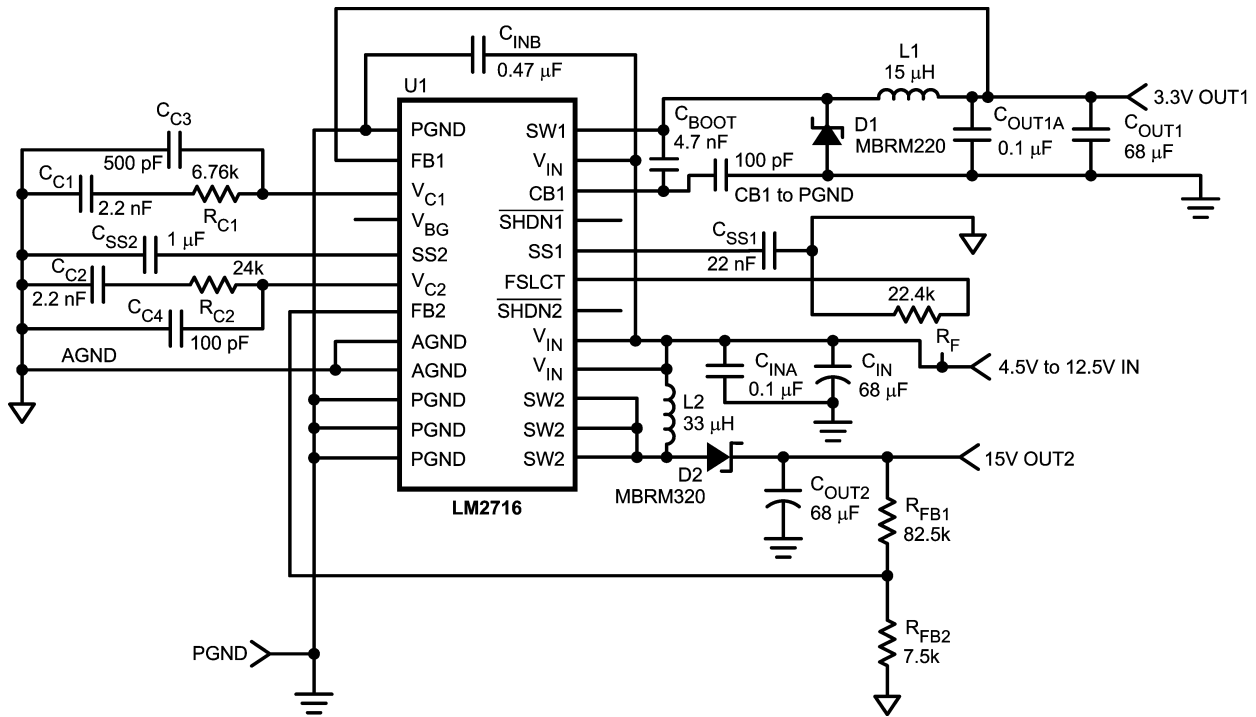 C_INB
0.47 μF
L1
15 μH
U1
3.3V OUT1
C_C3
500 pF
C_BOOT
4.7 nF
D1
MBRM220
C_OUT1A
0.1 μF
C_OUT1
68 μF
PGND
SW1
FB1
V_IN
100 pF
CB1 to PGND
C_C1
2.2 nF
6.76k
R_C1
V_C1
CB1
V_BG
SHDN1
C_SS2
1 μF
SS2
SS1
C_SS1
22 nF
C_C2
2.2 nF
24k
R_C2
V_C2
FSLCT
22.4k
R_F
C_C4
100 pF
FB2
SHDN2
AGND
AGND
V_IN
C_INA
0.1 μF
C_IN
68 μF
4.5V to 12.5V IN
AGND
V_IN
PGND
SW2
L2
33 μH
PGND
SW2
PGND
SW2
D2
MBRM320
15V OUT2
LM2716
C_OUT2
68 μF
R_FB1
82.5k
R_FB2
7.5k
PGND